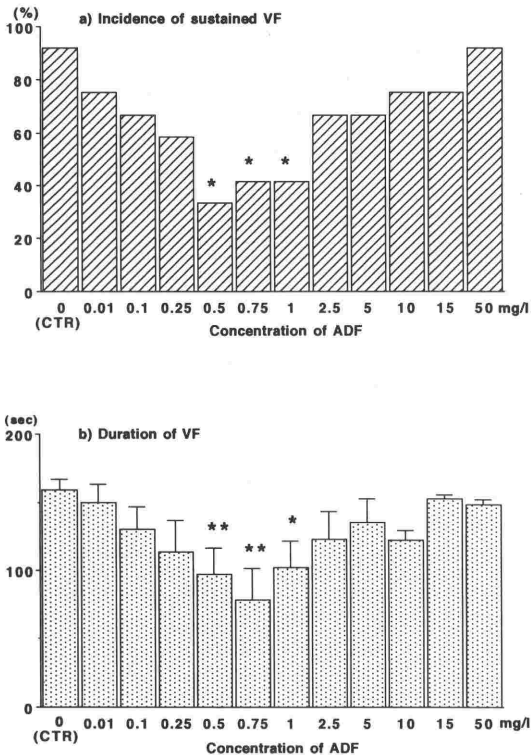 (%)
a) Incidence of sustained VF
100
80
60
40
20
0
* * *
0 0.01 0.1 0.25 0.5 0.75 1 2.5 5 10 15 50 mg/l
(CTR)
Concentration of ADF
(sec)
b) Duration of VF
200
100
0
** ** *
0 0.01 0.1 0.25 0.5 0.75 1 2.5 5 10 15 50 mg/l
(CTR)
Concentration of ADF